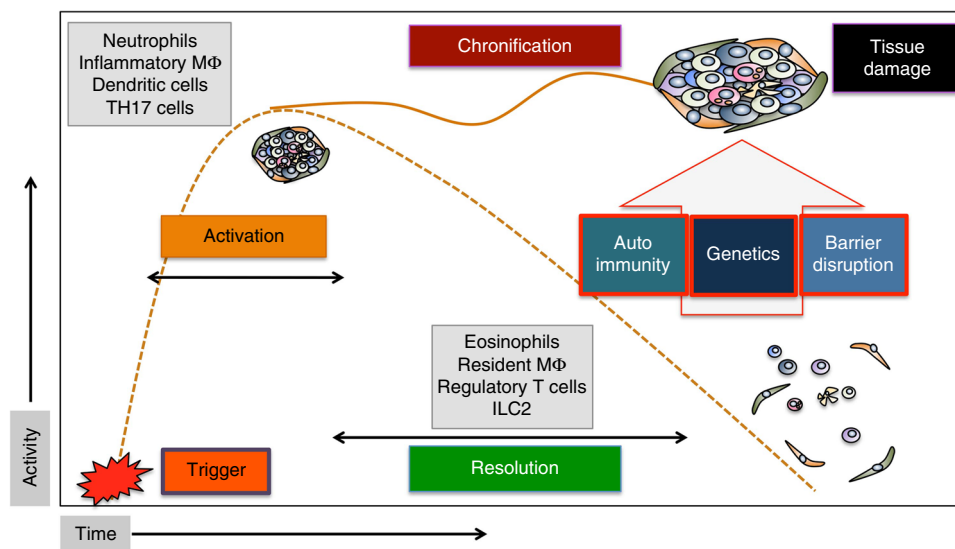 Neutrophils
Inflammatory MΦ
Dendritic cells
TH17 cells
Chronification
Tissue
damage
Activation
Auto
immunity
Genetics
Barrier
disruption
Eosinophils
Resident MΦ
Regulatory T cells
ILC2
Activity
Trigger
Resolution
Time